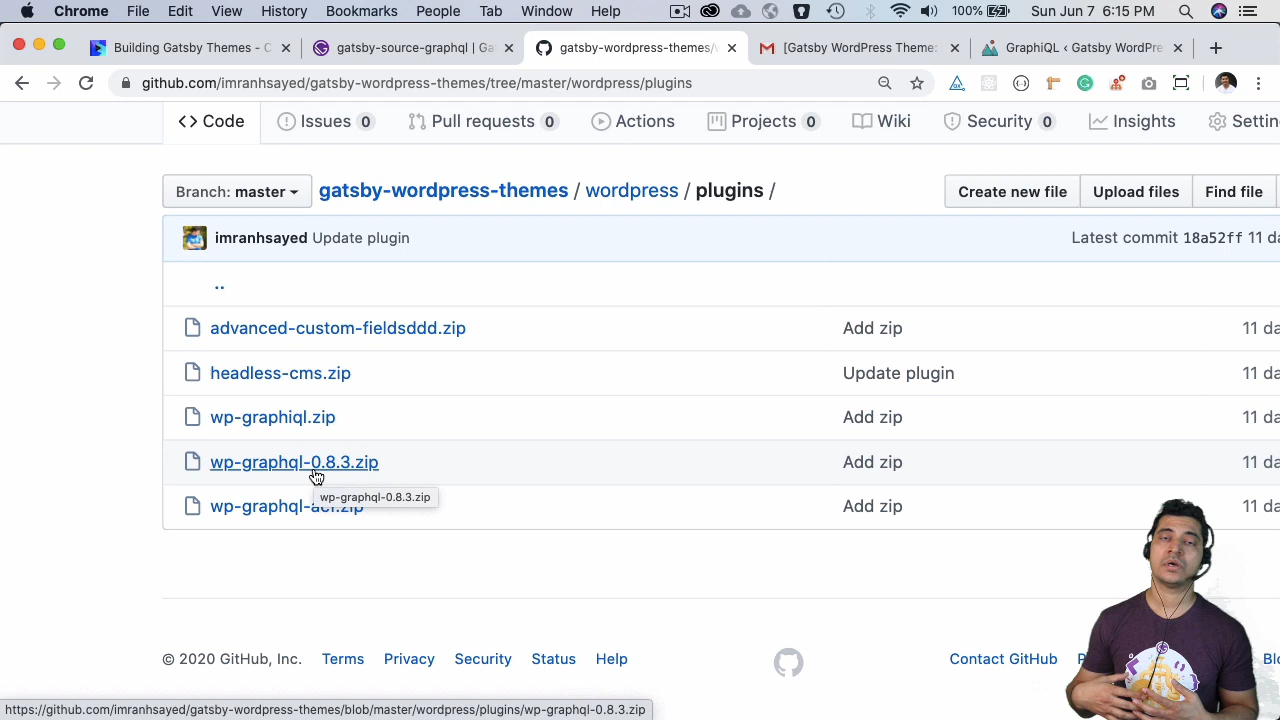 Chrome File Edit View History Bookmarks People Tab Window Help 100% Sun Jun 7 6:15 PM
Building Gatsby Themes - C gatsby-source-graphql | Ga gatsby-wordpress-themes/w [Gatsby WordPress Theme: GraphiQL ‹ Gatsby WordPre
github.com/imranhsayed/gatsby-wordpress-themes/tree/master/wordpress/plugins
Code Issues 0 Pull requests 0 Actions Projects 0 Wiki Security 0 Insights Settin
Branch: master gatsby-wordpress-themes / wordpress / plugins / Create new file Upload files Find file
imranhsayed Update plugin Latest commit 18a52ff 11 da
..
advanced-custom-fieldsddd.zip Add zip 11 da
headless-cms.zip Update plugin 11 da
wp-graphiql.zip Add zip 11 da
wp-graphql-0.8.3.zip Add zip 11 da
wp-graphql-0.8.3.zip
wp-graphql-acf.zip Add zip 11 da
© 2020 GitHub, Inc. Terms Privacy Security Status Help Contact GitHub P Blo
https://github.com/imranhsayed/gatsby-wordpress-themes/blob/master/wordpress/plugins/wp-graphql-0.8.3.zip